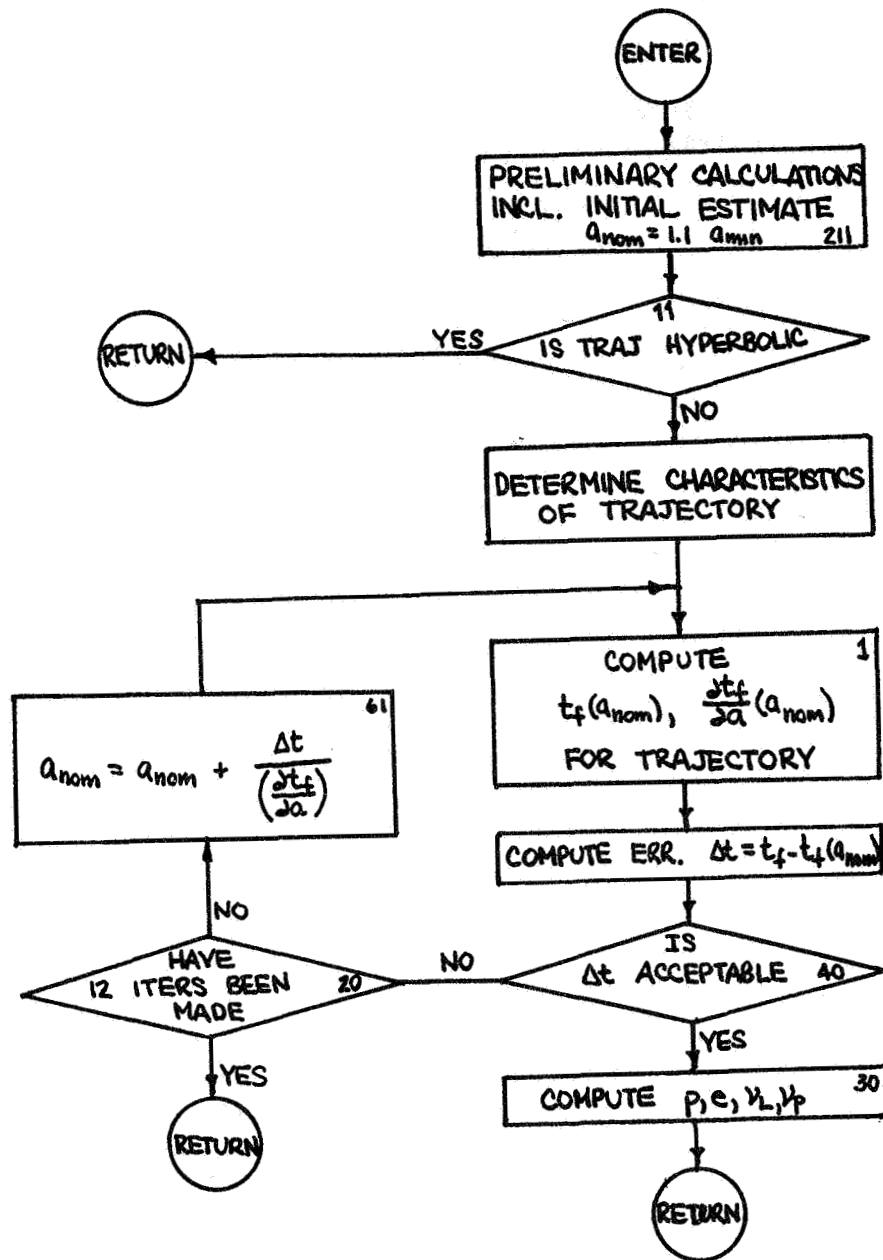 ENTER
PRELIMINARY CALCULATIONS
INCL. INITIAL ESTIMATE
a_nom = 1.1 a_min 211
11
IS TRAJ HYPERBOLIC
YES
RETURN
NO
DETERMINE CHARACTERISTICS
OF TRAJECTORY
1
COMPUTE
t_f(a_nom), ∂t_f/∂a (a_nom)
FOR TRAJECTORY
COMPUTE ERR. Δt = t_f - t_f(a_nom)
IS
Δt ACCEPTABLE 40
NO
YES
HAVE
12 ITERS BEEN 20
MADE
NO
61
a_nom = a_nom + Δt/(∂t_f/∂a)
YES
RETURN
COMPUTE p, e, ν_L, ν_p 30
RETURN